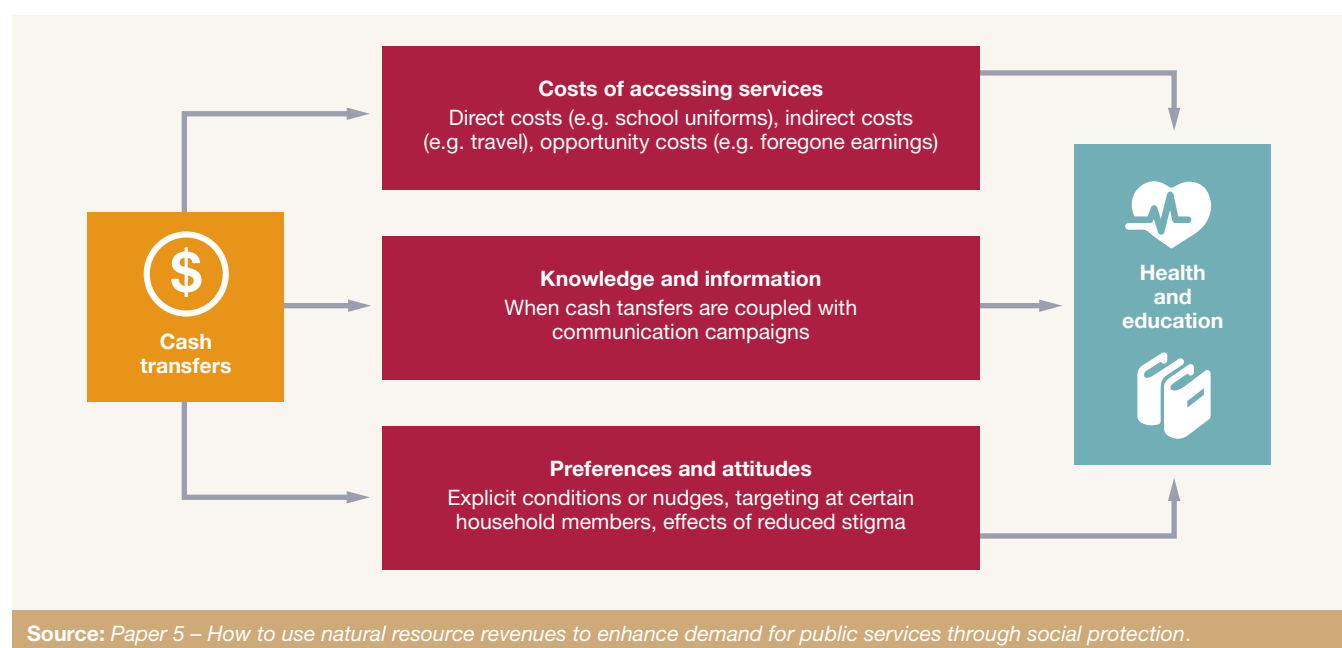 Costs of accessing services
Direct costs (e.g. school uniforms), indirect costs
(e.g. travel), opportunity costs (e.g. foregone earnings)
$
Cash
transfers
Knowledge and information
When cash tansfers are coupled with
communication campaigns
Preferences and attitudes
Explicit conditions or nudges, targeting at certain
household members, effects of reduced stigma
Health
and
education
Source: Paper 5 – How to use natural resource revenues to enhance demand for public services through social protection.